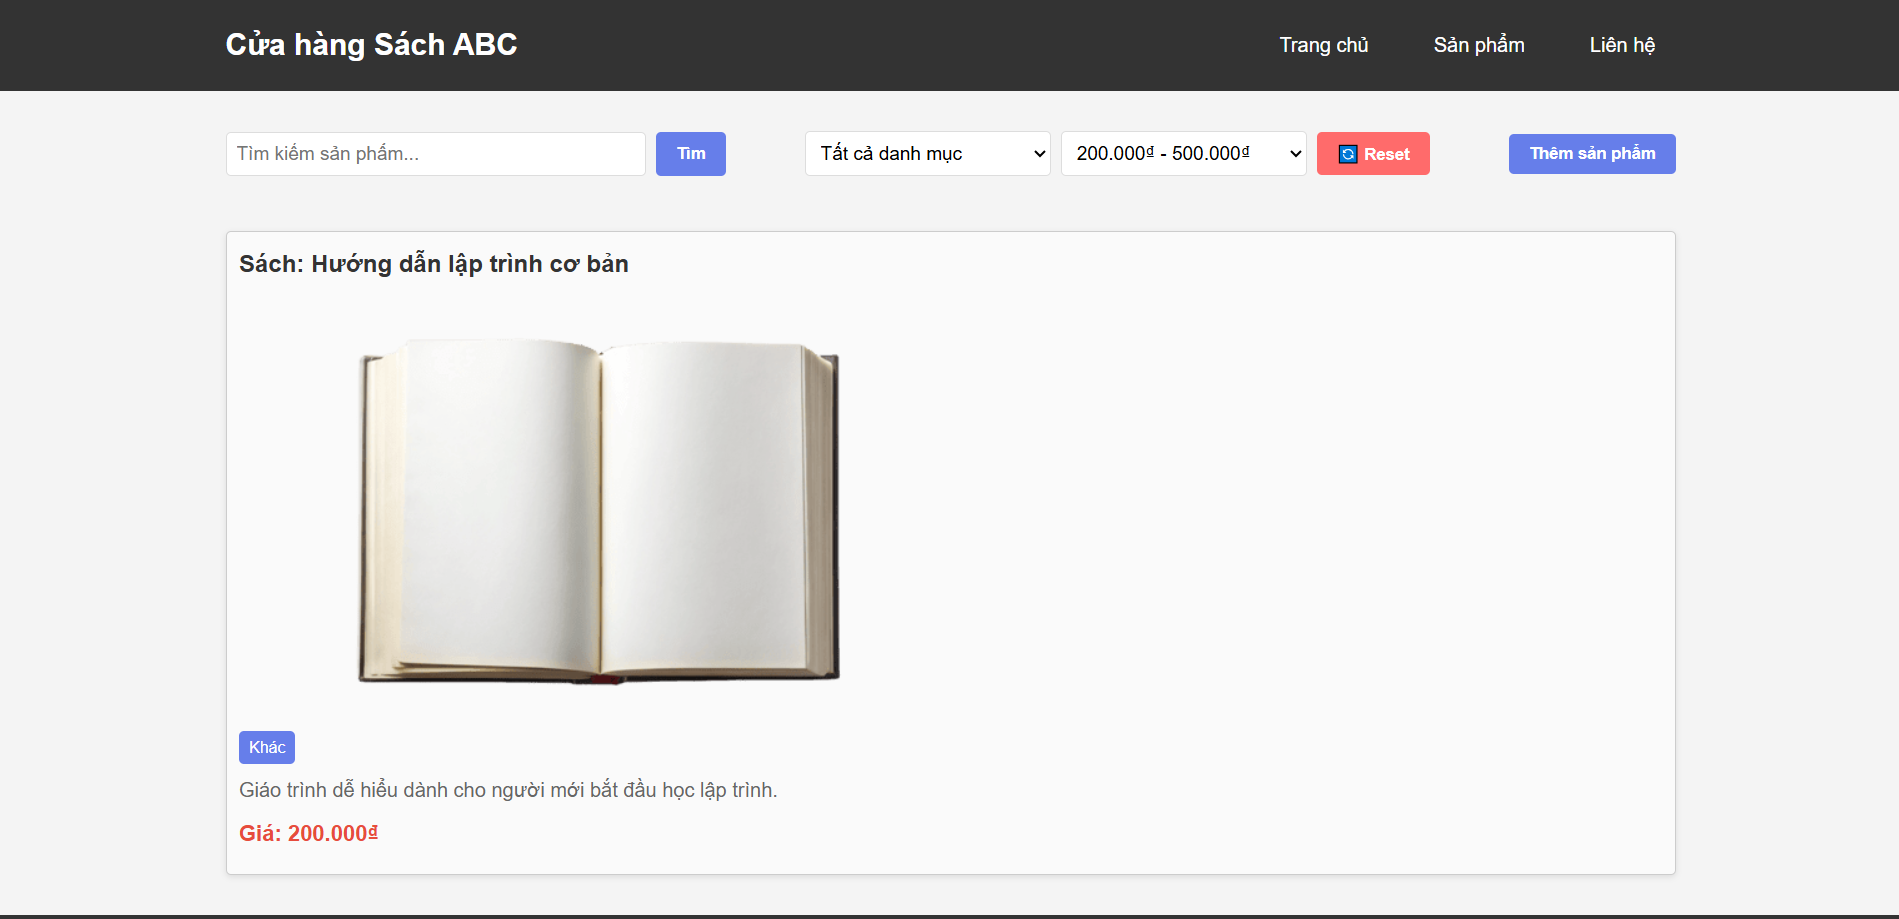 Cửa hàng Sách ABC
Trang chủ
Sản phẩm
Liên hệ
Tìm kiếm sản phẩm...
Tìm
Tất cả danh mục
200.000₫ - 500.000₫
Reset
Thêm sản phẩm
Sách: Hướng dẫn lập trình cơ bản
Khác
Giáo trình dễ hiểu dành cho người mới bắt đầu học lập trình.
Giá: 200.000₫